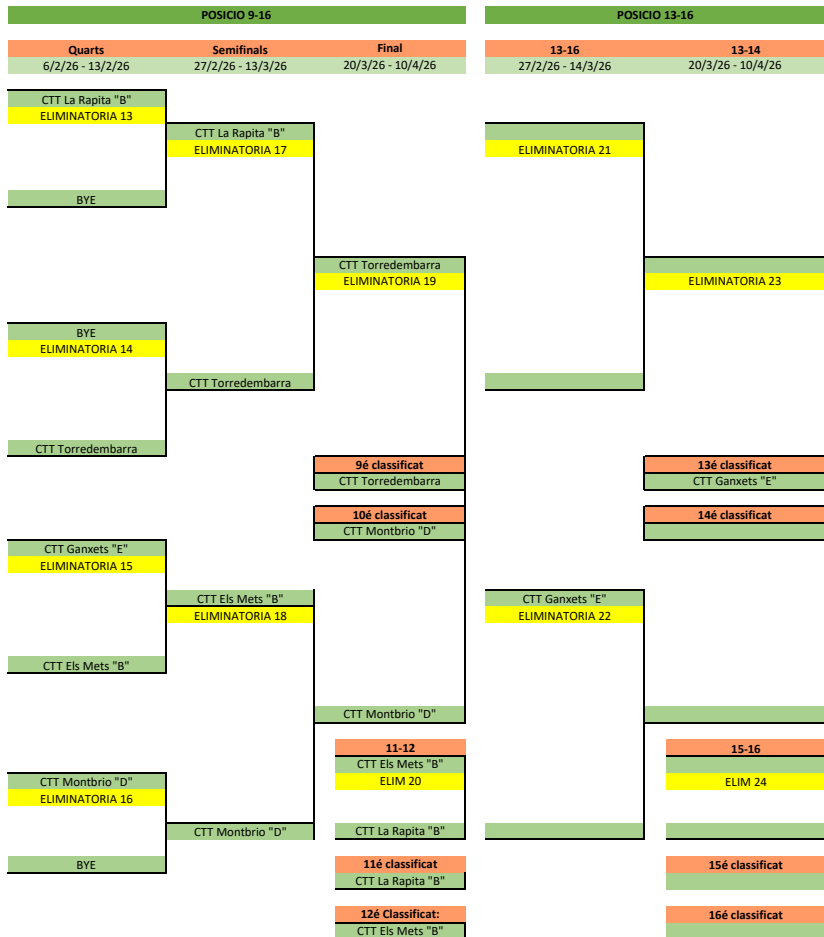 POSICIO 9-16
POSICIO 13-16
Quarts
Semifinals
Final
13-16
13-14
6/2/26 - 13/2/26
27/2/26 - 13/3/26
20/3/26 - 10/4/26
27/2/26 - 14/3/26
20/3/26 - 10/4/26
CTT La Rapita "B"
ELIMINATORIA 13
CTT La Rapita "B"
ELIMINATORIA 17
ELIMINATORIA 21
BYE
CTT Torredembarra
ELIMINATORIA 19
ELIMINATORIA 23
BYE
ELIMINATORIA 14
CTT Torredembarra
CTT Torredembarra
9é classificat
13é classificat
CTT Torredembarra
CTT Ganxets "E"
10é classificat
14é classificat
CTT Montbrio "D"
CTT Ganxets "E"
ELIMINATORIA 15
CTT Els Mets "B"
CTT Ganxets "E"
ELIMINATORIA 18
ELIMINATORIA 22
CTT Els Mets "B"
CTT Montbrio "D"
11-12
15-16
CTT Els Mets "B"
CTT Montbrio "D"
ELIM 20
ELIM 24
ELIMINATORIA 16
CTT Montbrio "D"
CTT La Rapita "B"
BYE
11é classificat
15é classificat
CTT La Rapita "B"
12é Classificat:
16é classificat
CTT Els Mets "B"